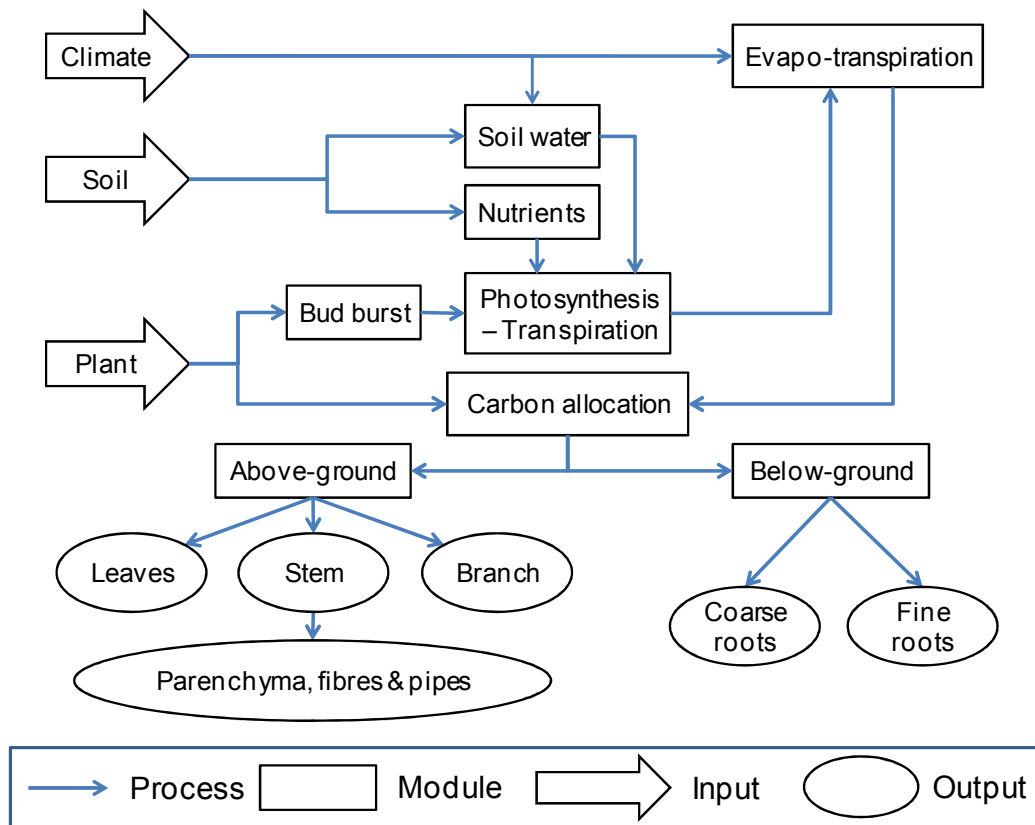 Climate
Evapo-transpiration
Soil water
Soil
Nutrients
Bud burst
Photosynthesis
– Transpiration
Plant
Carbon allocation
Above-ground
Below-ground
Leaves
Stem
Branch
Coarse
roots
Fine
roots
Parenchyma, fibres & pipes
Process
Module
Input
Output